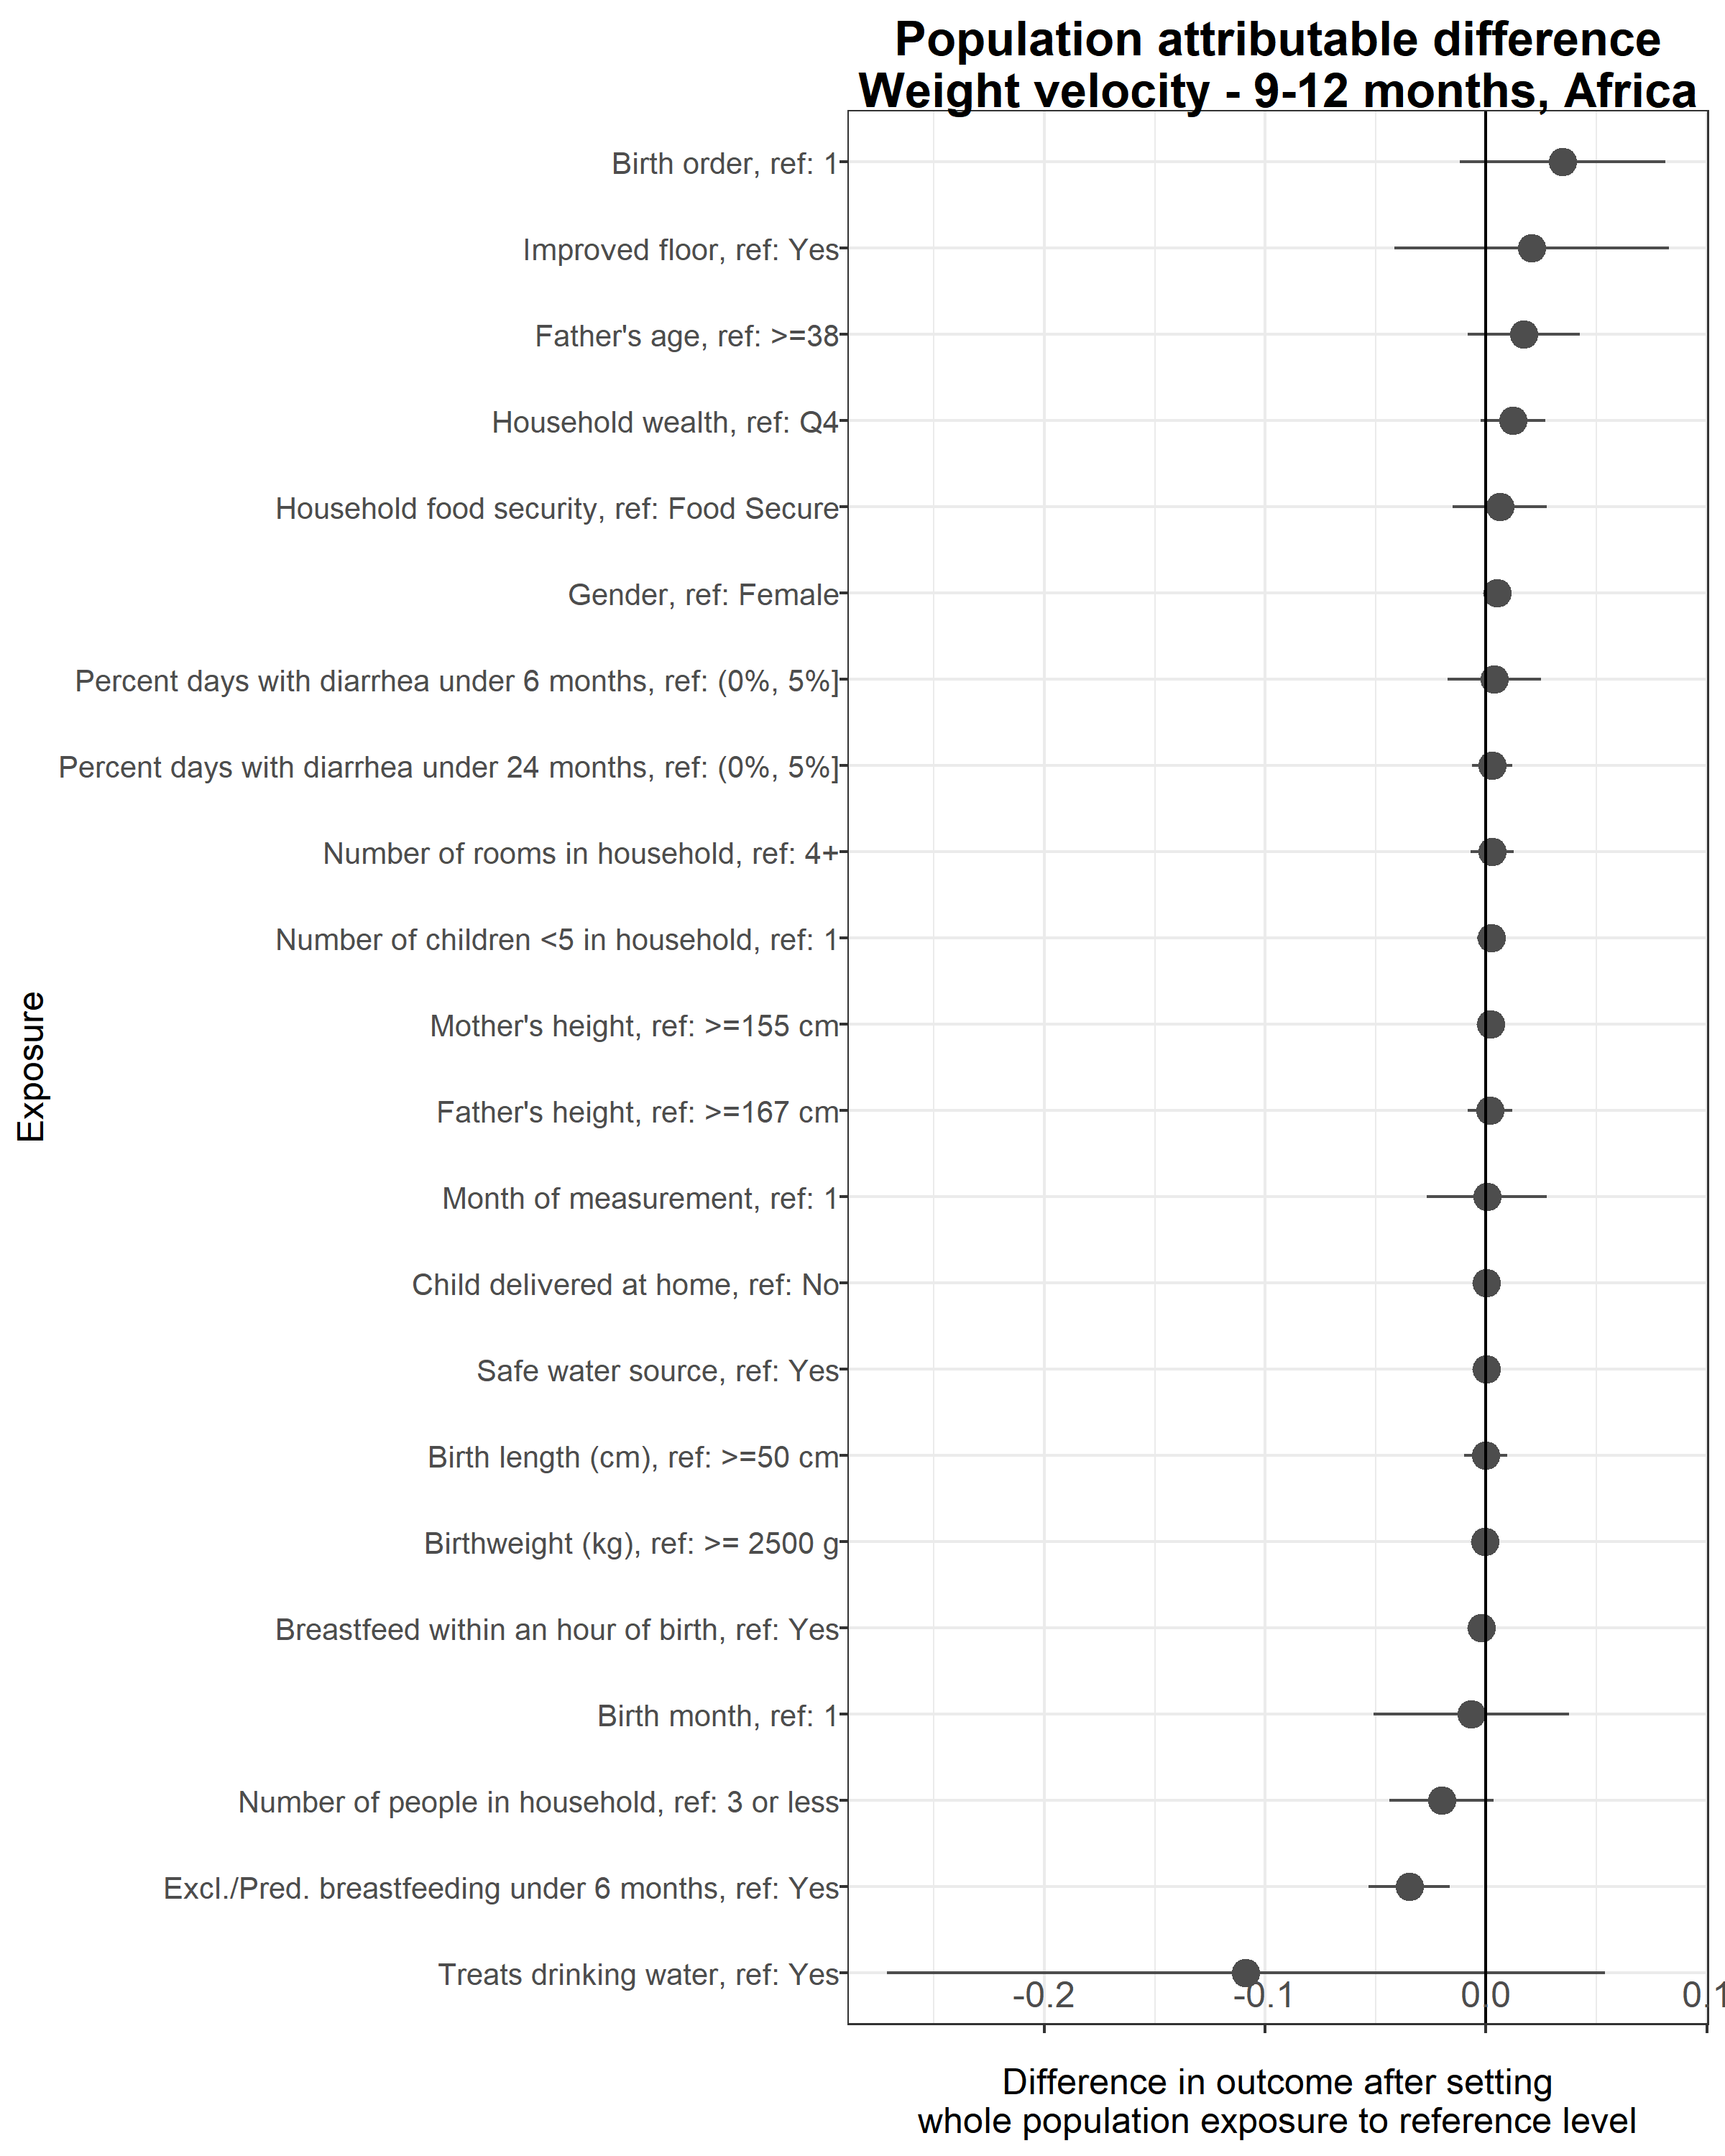 Population attributable difference
Weight velocity - 9-12 months, Africa
Birth order, ref: 1
Improved floor, ref: Yes
Father's age, ref: >=38
Household wealth, ref: Q4
Household food security, ref: Food Secure
Gender, ref: Female
Percent days with diarrhea under 6 months, ref: (0%, 5%]
Percent days with diarrhea under 24 months, ref: (0%, 5%]
Number of rooms in household, ref: 4+
Number of children <5 in household, ref: 1
Mother's height, ref: >=155 cm
Father's height, ref: >=167 cm
Month of measurement, ref: 1
Child delivered at home, ref: No
Safe water source, ref: Yes
Birth length (cm), ref: >=50 cm
Birthweight (kg), ref: >= 2500 g
Breastfeed within an hour of birth, ref: Yes
Birth month, ref: 1
Number of people in household, ref: 3 or less
Excl./Pred. breastfeeding under 6 months, ref: Yes
Treats drinking water, ref: Yes
Exposure
-0.2 -0.1 0.0 0.1
Difference in outcome after setting
whole population exposure to reference level